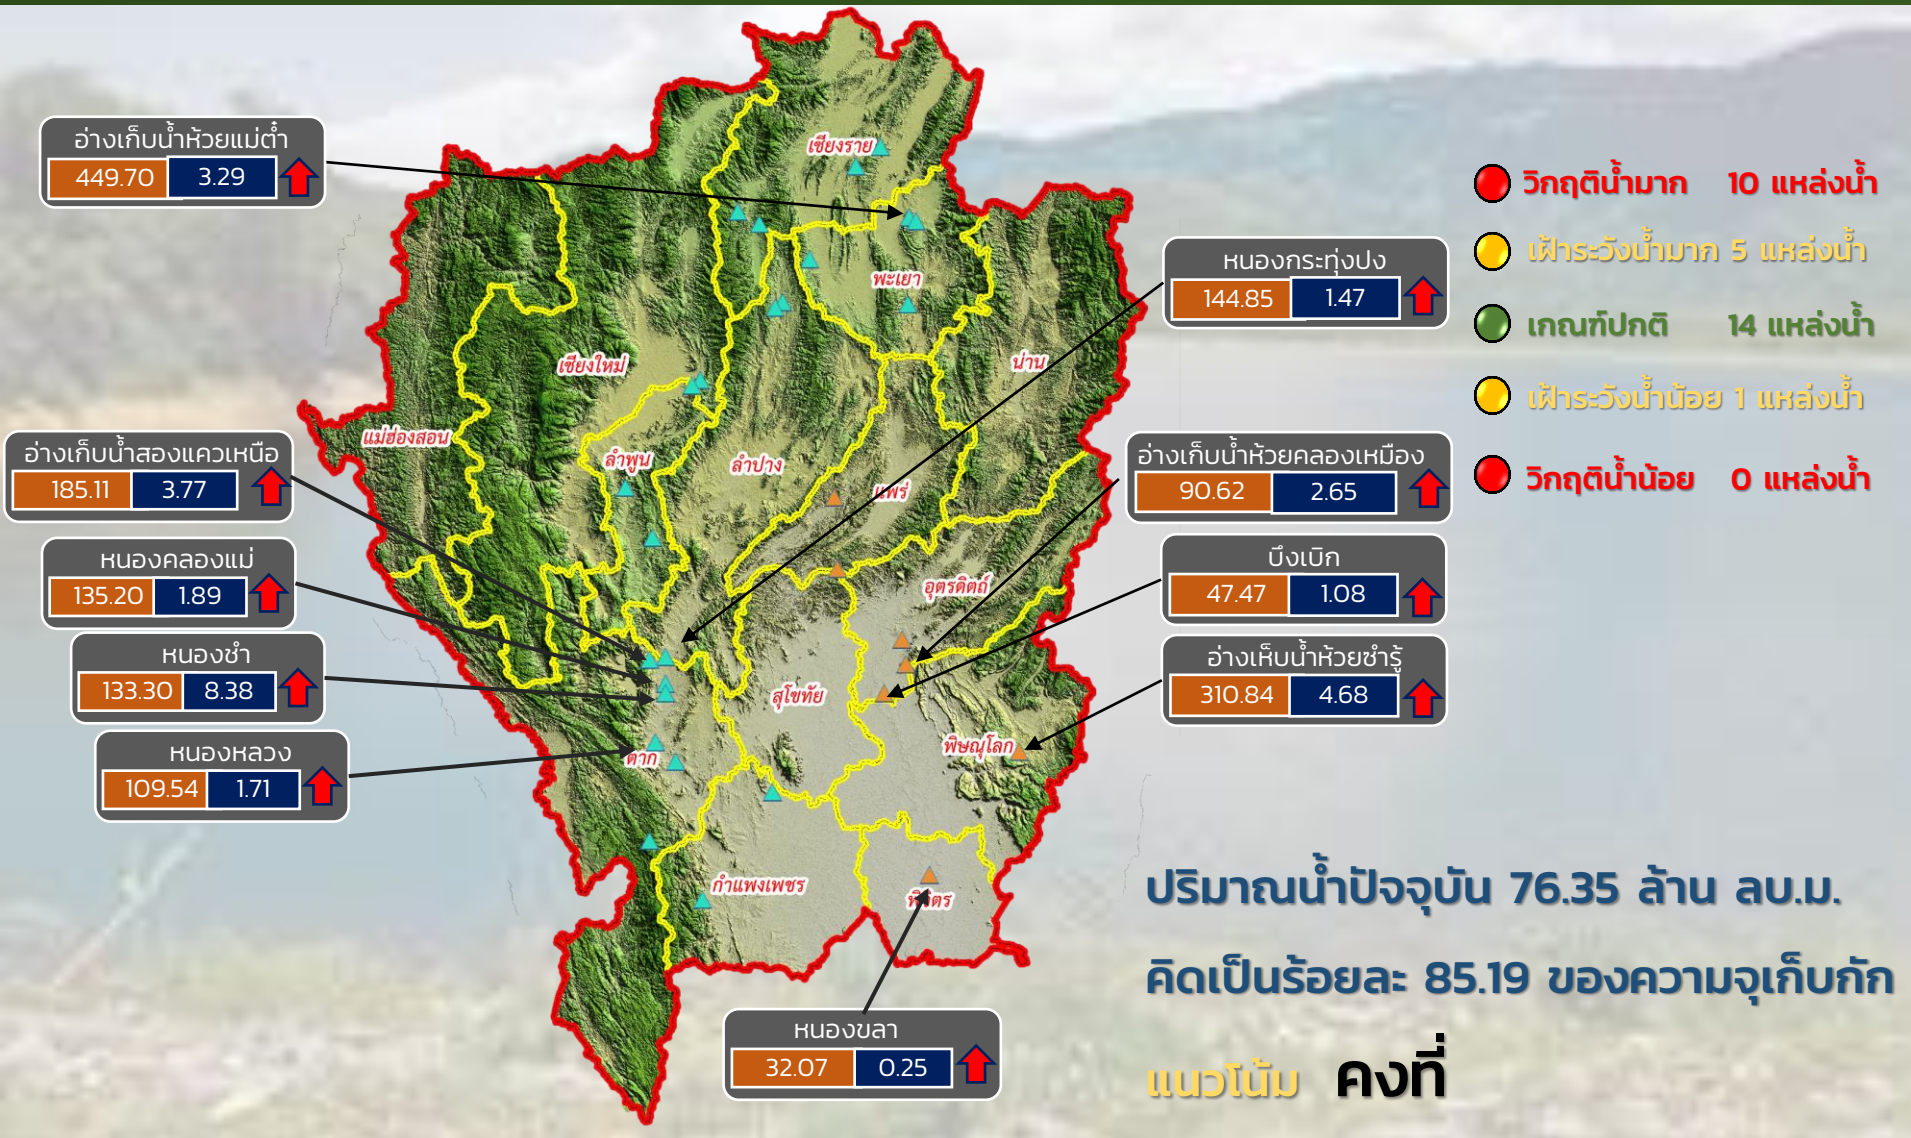 อ่างเก็บน้ำห้วยแม่ต๋ำ
449.70 3.29
อ่างเก็บน้ำสองแควเหนือ
185.11 3.77
หนองคลองแม่
135.20 1.89
หนองชำ
133.30 8.38
หนองหลวง
109.54 1.71
หนองขลา
32.07 0.25
หนองกระทุ่งปง
144.85 1.47
อ่างเก็บน้ำห้วยคลองเหมือง
90.62 2.65
บึงเบิก
47.47 1.08
อ่างเห็บน้ำห้วยซำรู้
310.84 4.68
เชียงราย
พะเยา
น่าน
เชียงใหม่
แม่ฮ่องสอน
ลำพูน
ลำปาง
แพร่
อุตรดิตถ์
สุโขทัย
ตาก
พิษณุโลก
กำแพงเพชร
พิจิตร
วิกฤติน้ำมาก 10 แหล่งน้ำ
เฝ้าระวังน้ำมาก 5 แหล่งน้ำ
เกณฑ์ปกติ 14 แหล่งน้ำ
เฝ้าระวังน้ำน้อย 1 แหล่งน้ำ
วิกฤติน้ำน้อย 0 แหล่งน้ำ
ปริมาณน้ำปัจจุบัน 76.35 ล้าน ลบ.ม.
คิดเป็นร้อยละ 85.19 ของความจุเก็บกัก
แนวโน้ม คงที่